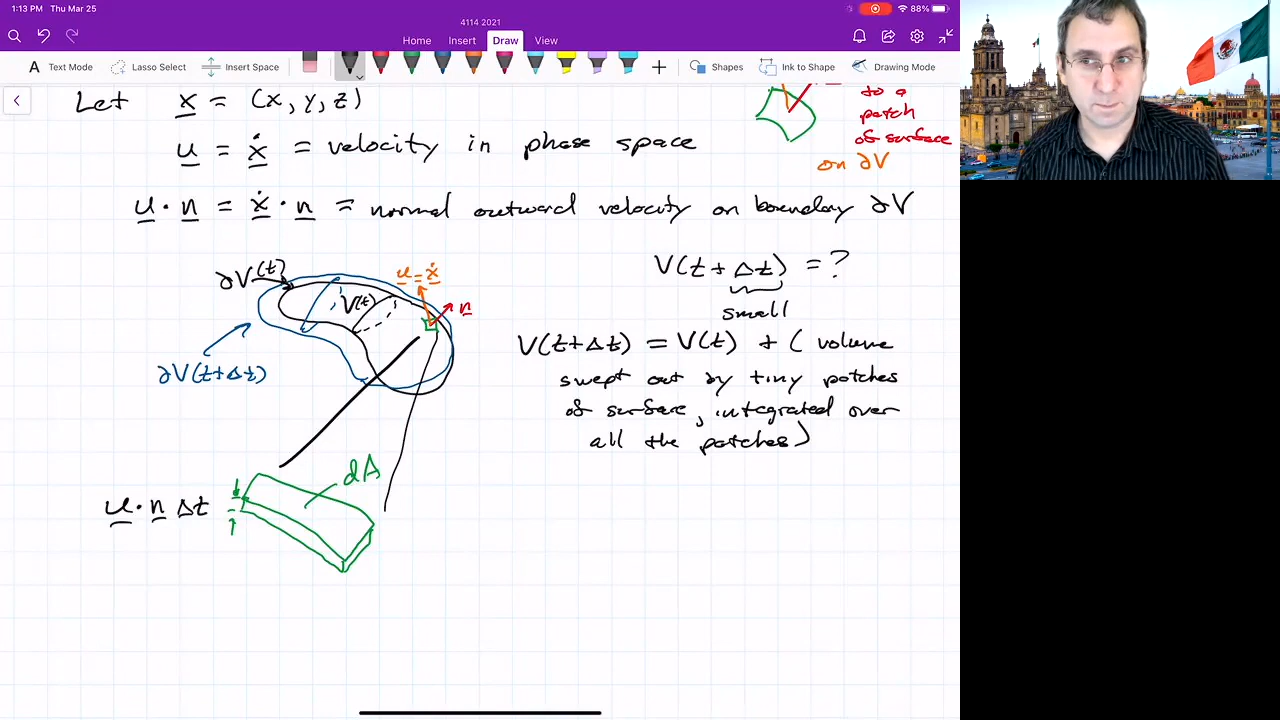 1:13 PM Thu Mar 25
88%
4114 2021
Home Insert Draw View
Text Mode Lasso Select Insert Space Shapes Ink to Shape Drawing Mode
Let x = (x, y, z)
to a
patch
of surface
on ∂V
u = ẋ = velocity in phase space
u · n = ẋ · n = normal outward velocity on boundary ∂V
∂V(t)
V(t)
u = ẋ
n
∂V(t+Δt)
V(t + Δt) = ?
small
V(t+Δt) = V(t) + ( volume
swept out by tiny patches
of surface, integrated over
all the patches)
dA
u · n Δt